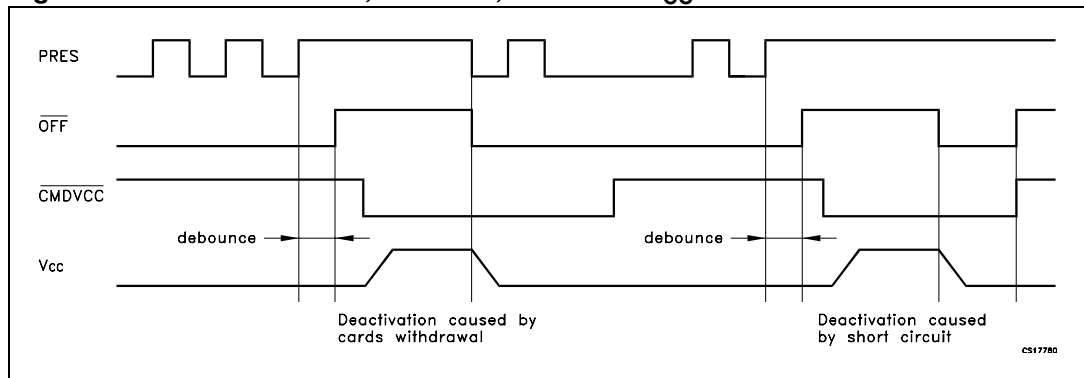 PRES
OFF
CMDVCC
debounce
debounce
Vcc
Deactivation caused by
cards withdrawal
Deactivation caused
by short circuit
CS17780